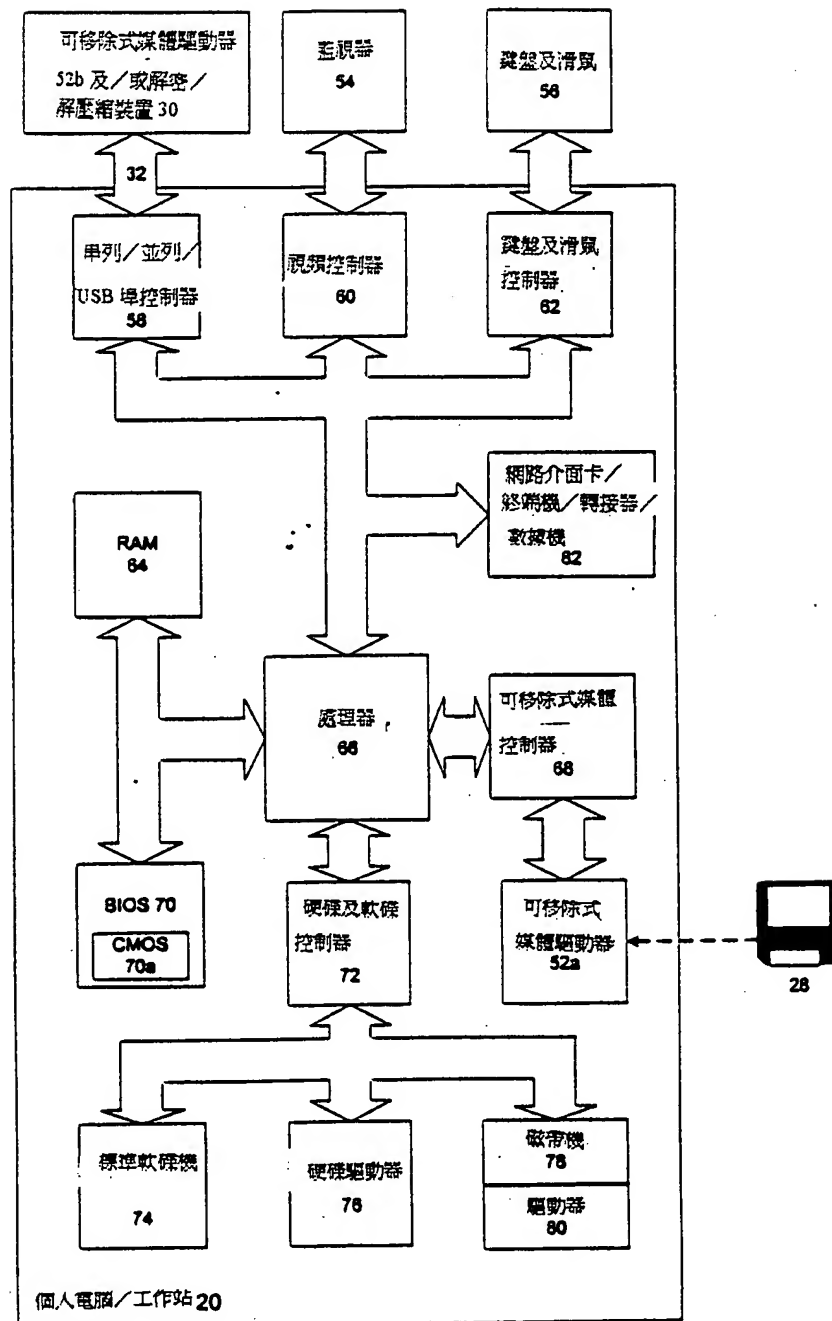 可移除式媒體驅動器
52b 及／或解密／
解壓縮裝置 30
監視器
54
鍵盤及滑鼠
56
32
串列／並列／
USB 埠控制器
58
視頻控制器
60
鍵盤及滑鼠
控制器
62
網路介面卡／
終端機／轉接器／
數據機
82
RAM
64
處理器
66
可移除式媒體
控制器
68
BIOS 70
CMOS
70a
硬碟及軟碟
控制器
72
可移除式
媒體驅動器
52a
28
標準軟碟機
74
硬碟驅動器
76
磁帶機
78
驅動器
80
個人電腦／工作站 20